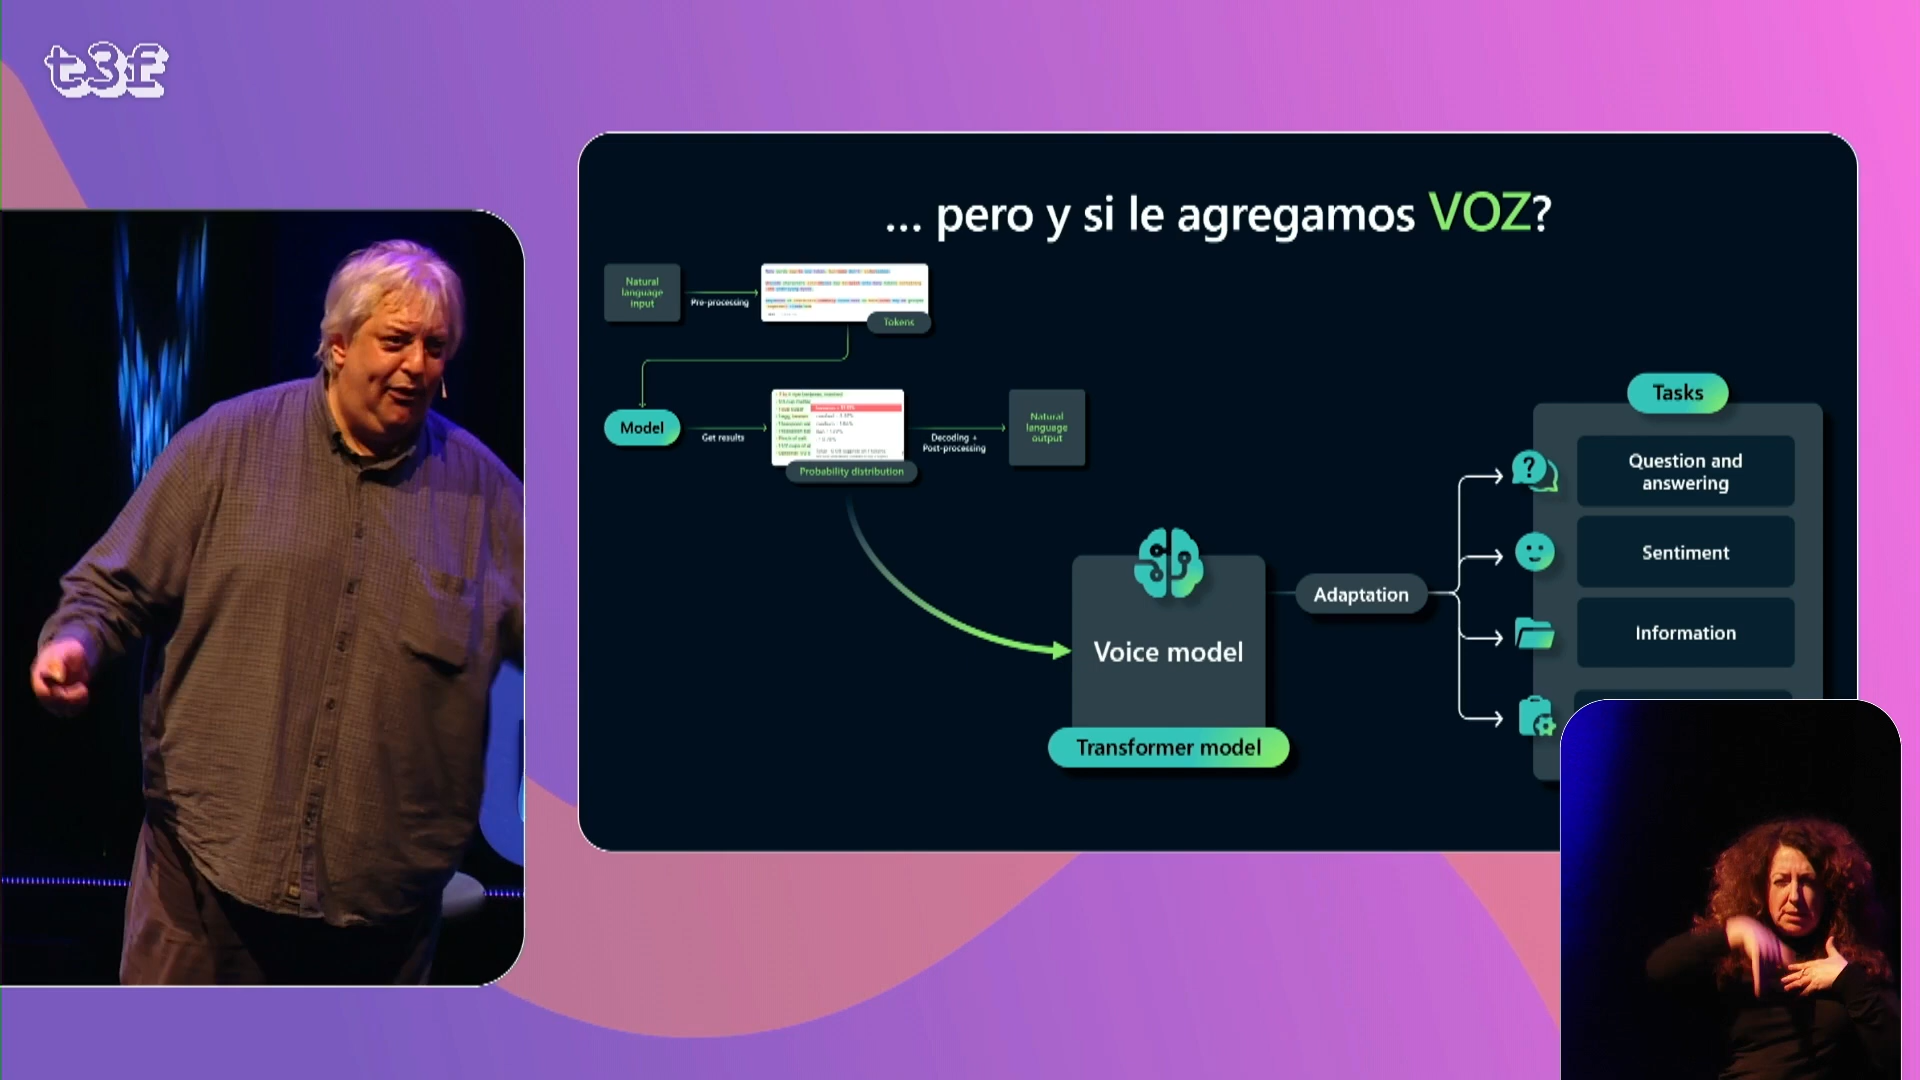 t3f
... pero y si le agregamos VOZ?
Natural
language
input
Pre-processing
Tokens
Model
Get results
Probability distribution
Decoding +
Post-processing
Natural
language
output
Voice model
Transformer model
Adaptation
Tasks
Question and
answering
Sentiment
Information